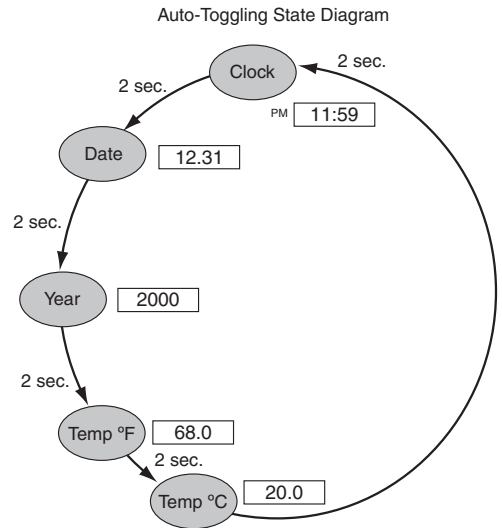 Auto-Toggling State Diagram
Clock
2 sec.
2 sec.
PM 11:59
Date
12.31
2 sec.
Year
2000
2 sec.
Temp ºF
68.0
2 sec.
Temp ºC
20.0